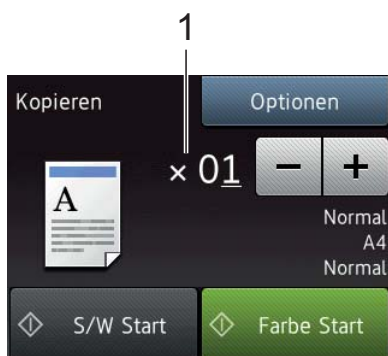 1
Kopieren
Optionen
× 01
− +
A
Normal
A4
Normal
S/W Start
Farbe Start